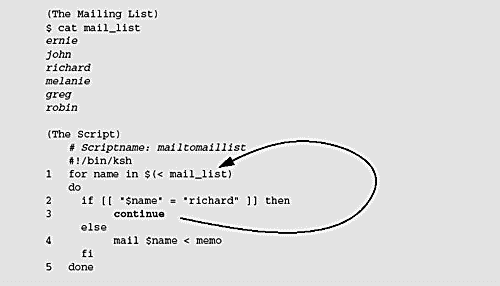 (The Mailing List)
$ cat mail_list
ernie
john
richard
melanie
greg
robin
(The Script)
# Scriptname: mailtomaillist
#!/bin/ksh
1 for name in $(< mail_list)
do
2 if [[ "$name" = "richard" ]] then
3 continue
else
4 mail $name < memo
fi
5 done